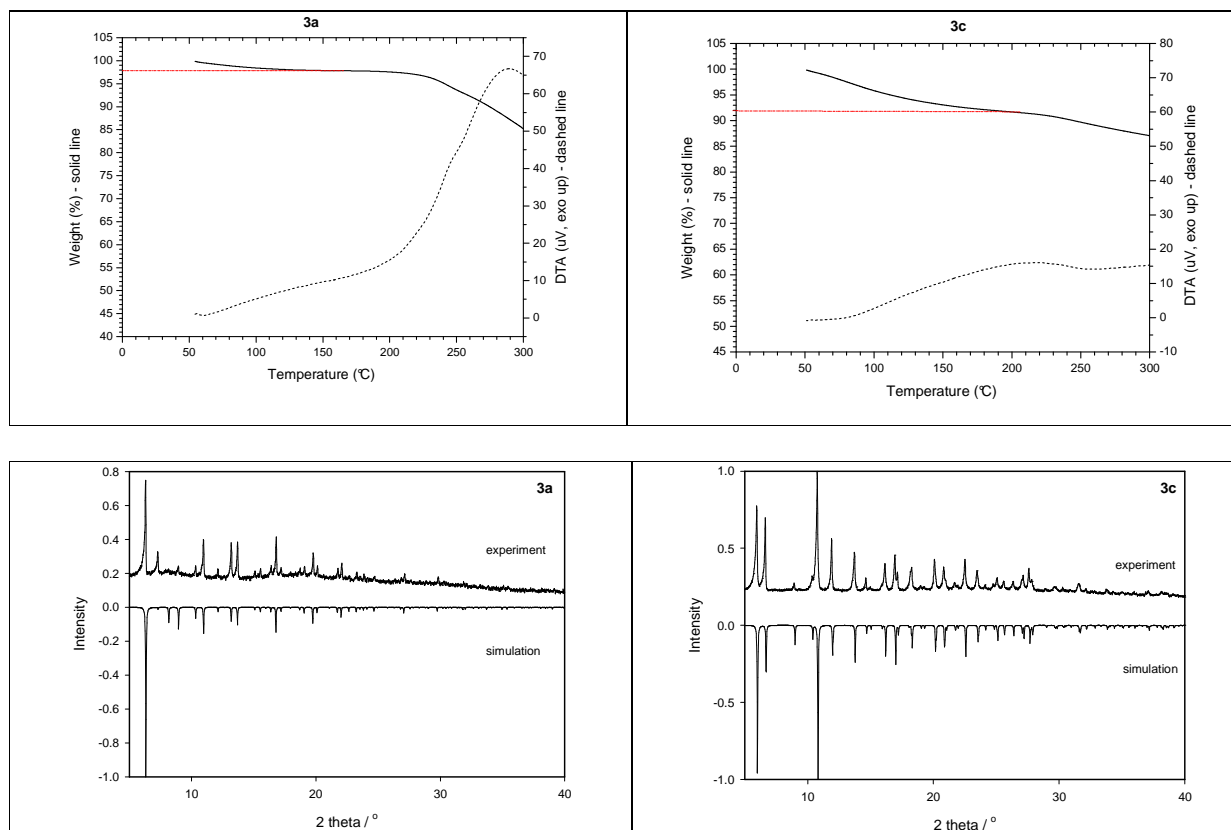 3a
105
100
95
90
85
80
75
70
65
60
55
50
45
40
70
60
50
40
30
20
10
0
0 50 100 150 200 250 300
Temperature (°C)
Weight (%) - solid line
DTA (uV, exo up) - dashed line
3c
105
100
95
90
85
80
75
70
65
60
55
50
45
80
70
60
50
40
30
20
10
0
-10
0 50 100 150 200 250 300
Temperature (°C)
Weight (%) - solid line
DTA (uV, exo up) - dashed line
3a
0.8
0.6
0.4
0.2
0.0
-0.2
-0.4
-0.6
-0.8
-1.0
experiment
simulation
Intensity
10 20 30 40
2 theta / °
3c
1.0
0.5
0.0
-0.5
-1.0
experiment
simulation
Intensity
10 20 30 40
2 theta / °